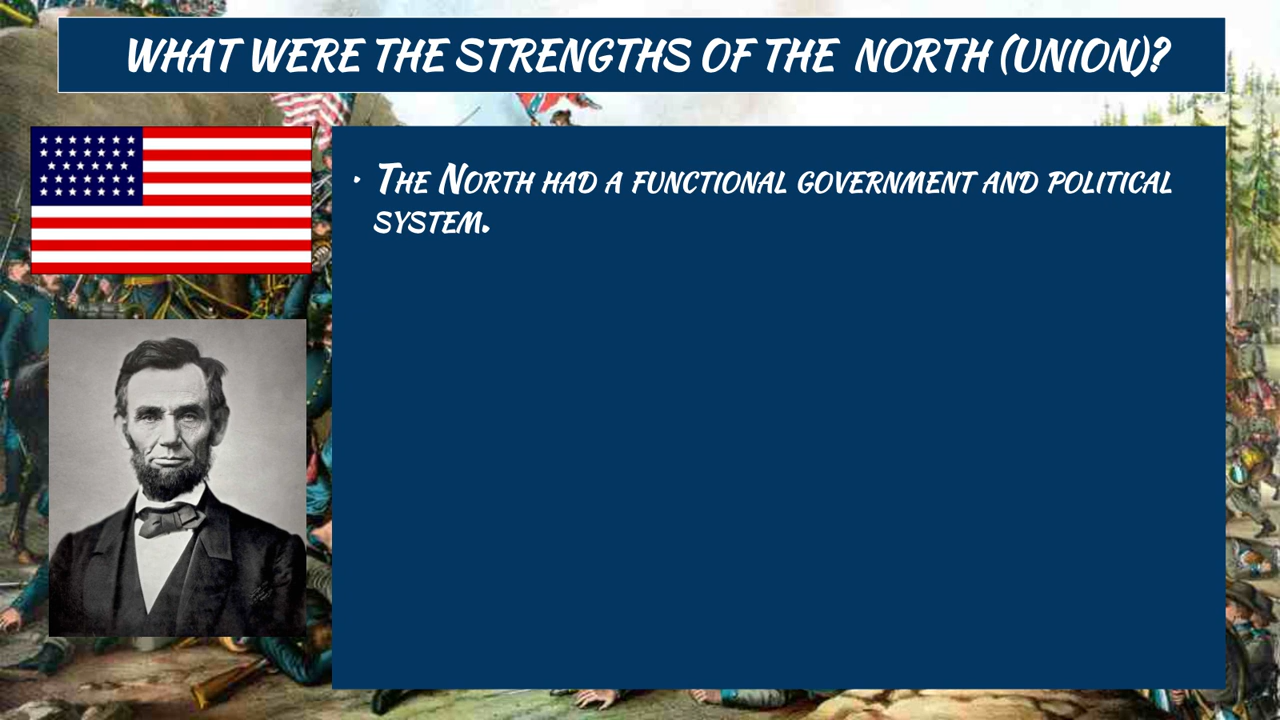 WHAT WERE THE STRENGTHS OF THE NORTH (UNION)?
• THE NORTH HAD A FUNCTIONAL GOVERNMENT AND POLITICAL
SYSTEM.